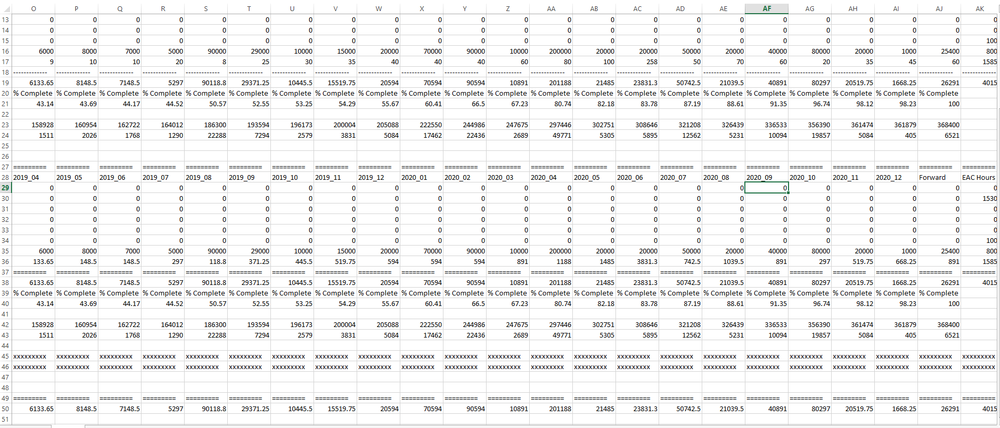 O P Q R S T U V W X Y Z AA AB AC AD AE AF AG AH AI AJ AK
13 0 0 0 0 0 0 0 0 0 0 0 0 0 0 0 0 0 0 0 0 0 0 0
14 0 0 0 0 0 0 0 0 0 0 0 0 0 0 0 0 0 0 0 0 0 0 0
15 0 0 0 0 0 0 0 0 0 0 0 0 0 0 0 0 0 0 0 0 0 0 100
16 6000 8000 7000 5000 90000 29000 10000 15000 20000 70000 90000 10000 200000 20000 20000 50000 20000 40000 80000 20000 1000 25400 800
17 9 10 10 20 8 25 30 35 40 40 40 60 80 100 258 50 70 60 20 35 45 60 1585
18 ------------- ------------- ------------- ------------- ------------- ------------- ------------- ------------- ------------- ------------- ------------- ------------- ------------- ------------- ------------- ------------- ------------- ------------- ------------- ------------- ------------- ------------- -------------
19 6133.65 8148.5 7148.5 5297 90118.8 29371.25 10445.5 15519.75 20594 70594 90594 10891 201188 21485 23831.3 50742.5 21039.5 40891 80297 20519.75 1668.25 26291 4015
20 % Complete % Complete % Complete % Complete % Complete % Complete % Complete % Complete % Complete % Complete % Complete % Complete % Complete % Complete % Complete % Complete % Complete % Complete % Complete % Complete % Complete % Complete
21 43.14 43.69 44.17 44.52 50.57 52.55 53.25 54.29 55.67 60.41 66.5 67.23 80.74 82.18 83.78 87.19 88.61 91.35 96.74 98.12 98.23 100
22
23 158928 160954 162722 164012 186300 193594 196173 200004 205088 222550 244986 247675 297446 302751 308646 321208 326439 336533 356390 361474 361879 368400
24 1511 2026 1768 1290 22288 7294 2579 3831 5084 17462 22436 2689 49771 5305 5895 12562 5231 10094 19857 5084 405 6521
25
26
27 ========= ========= ========= ========= ========= ========= ========= ========= ========= ========= ========= ========= ========= ========= ========= ========= ========= ========= ========= ========= ========= ========= =========
28 2019_04 2019_05 2019_06 2019_07 2019_08 2019_09 2019_10 2019_11 2019_12 2020_01 2020_02 2020_03 2020_04 2020_05 2020_06 2020_07 2020_08 2020_09 2020_10 2020_11 2020_12 Forward EAC Hours
29 0 0 0 0 0 0 0 0 0 0 0 0 0 0 0 0 0 0 0 0 0 0 0
30 0 0 0 0 0 0 0 0 0 0 0 0 0 0 0 0 0 0 0 0 0 0 1530
31 0 0 0 0 0 0 0 0 0 0 0 0 0 0 0 0 0 0 0 0 0 0 0
32 0 0 0 0 0 0 0 0 0 0 0 0 0 0 0 0 0 0 0 0 0 0 0
33 0 0 0 0 0 0 0 0 0 0 0 0 0 0 0 0 0 0 0 0 0 0 0
34 0 0 0 0 0 0 0 0 0 0 0 0 0 0 0 0 0 0 0 0 0 0 100
35 6000 8000 7000 5000 90000 29000 10000 15000 20000 70000 90000 10000 200000 20000 20000 50000 20000 40000 80000 20000 1000 25400 800
36 133.65 148.5 148.5 297 118.8 371.25 445.5 519.75 594 594 594 891 1188 1485 3831.3 742.5 1039.5 891 297 519.75 668.25 891 1585
37 ========= ========= ========= ========= ========= ========= ========= ========= ========= ========= ========= ========= ========= ========= ========= ========= ========= ========= ========= ========= ========= ========= =========
38 6133.65 8148.5 7148.5 5297 90118.8 29371.25 10445.5 15519.75 20594 70594 90594 10891 201188 21485 23831.3 50742.5 21039.5 40891 80297 20519.75 1668.25 26291 4015
39 % Complete % Complete % Complete % Complete % Complete % Complete % Complete % Complete % Complete % Complete % Complete % Complete % Complete % Complete % Complete % Complete % Complete % Complete % Complete % Complete % Complete % Complete
40 43.14 43.69 44.17 44.52 50.57 52.55 53.25 54.29 55.67 60.41 66.5 67.23 80.74 82.18 83.78 87.19 88.61 91.35 96.74 98.12 98.23 100
41
42 158928 160954 162722 164012 186300 193594 196173 200004 205088 222550 244986 247675 297446 302751 308646 321208 326439 336533 356390 361474 361879 368400
43 1511 2026 1768 1290 22288 7294 2579 3831 5084 17462 22436 2689 49771 5305 5895 12562 5231 10094 19857 5084 405 6521
44
45 xxxxxxxxx xxxxxxxxx xxxxxxxxx xxxxxxxxx xxxxxxxxx xxxxxxxxx xxxxxxxxx xxxxxxxxx xxxxxxxxx xxxxxxxxx xxxxxxxxx xxxxxxxxx xxxxxxxxx xxxxxxxxx xxxxxxxxx xxxxxxxxx xxxxxxxxx xxxxxxxxx xxxxxxxxx xxxxxxxxx xxxxxxxxx xxxxxxxxx xxxxxxxxx
46 xxxxxxxxx xxxxxxxxx xxxxxxxxx xxxxxxxxx xxxxxxxxx xxxxxxxxx xxxxxxxxx xxxxxxxxx xxxxxxxxx xxxxxxxxx xxxxxxxxx xxxxxxxxx xxxxxxxxx xxxxxxxxx xxxxxxxxx xxxxxxxxx xxxxxxxxx xxxxxxxxx xxxxxxxxx xxxxxxxxx xxxxxxxxx xxxxxxxxx xxxxxxxxx
47
48
49 ========= ========= ========= ========= ========= ========= ========= ========= ========= ========= ========= ========= ========= ========= ========= ========= ========= ========= ========= ========= ========= ========= =========
50 6133.65 8148.5 7148.5 5297 90118.8 29371.25 10445.5 15519.75 20594 70594 90594 10891 201188 21485 23831.3 50742.5 21039.5 40891 80297 20519.75 1668.25 26291 4015
51